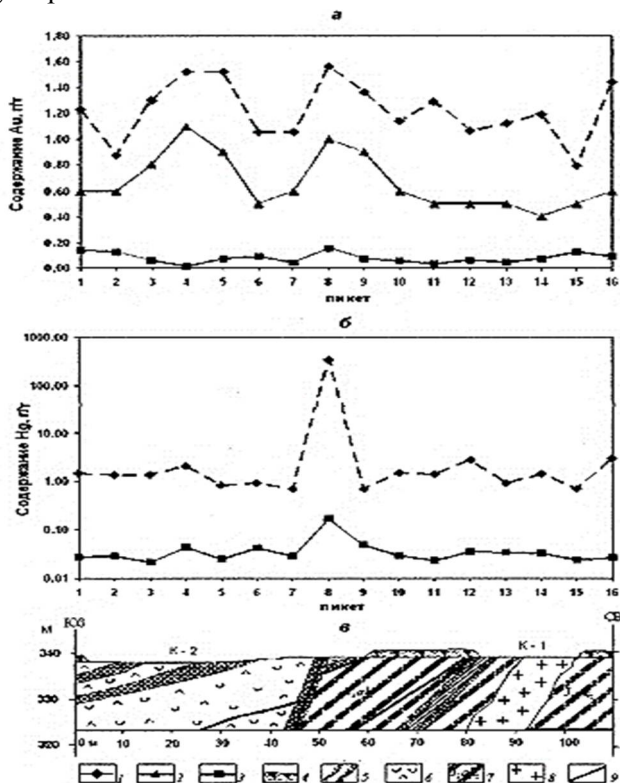 а
Содержание Au, г/т
1.80
1.60
1.40
1.20
1.00
0.80
0.60
0.40
0.20
0.00
1 2 3 4 5 6 7 8 9 10 11 12 13 14 15 16
пикет
б
Содержание Hg, г/т
1000.00
100.00
10.00
1.00
0.10
0.01
1 2 3 4 5 6 7 8 9 10 11 12 13 14 15 16
пикет
в
м ЮЗ СВ
340 К - 2 К - 1
330
320
0 м 10 20 30 40 50 60 70 80 90 100
1 2 3 4 5 6 7 8 9